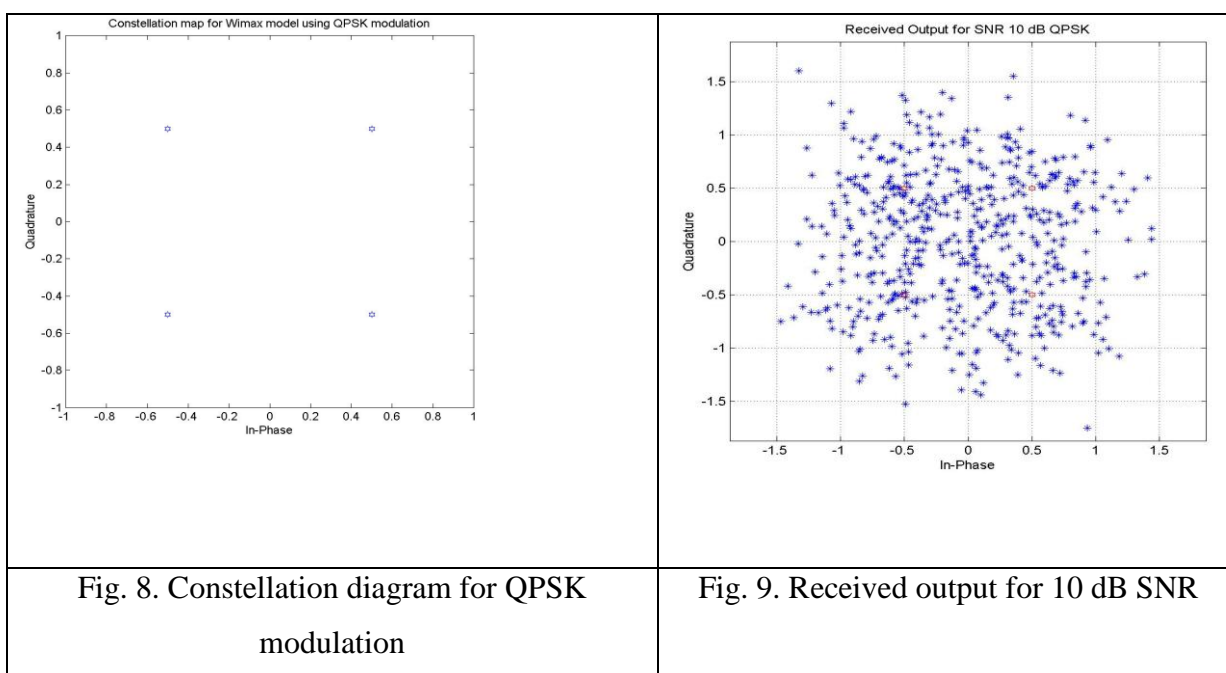 Constellation map for Wimax model using QPSK modulation
1
0.8
0.6
0.4
0.2
0
-0.2
-0.4
-0.6
-0.8
-1
Quadrature
-1 -0.8 -0.6 -0.4 -0.2 0 0.2 0.4 0.6 0.8 1
In-Phase
Received Output for SNR 10 dB QPSK
1.5
1
0.5
0
-0.5
-1
-1.5
Quadrature
-1.5 -1 -0.5 0 0.5 1 1.5
In-Phase
Fig. 8. Constellation diagram for QPSK
modulation
Fig. 9. Received output for 10 dB SNR